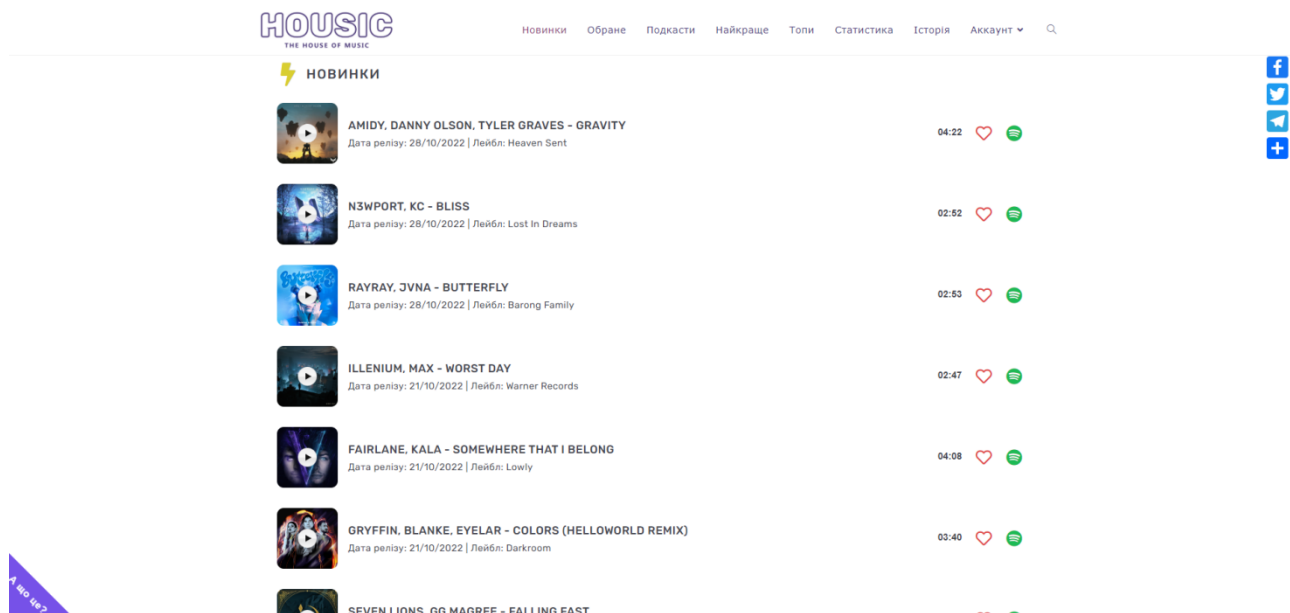 HOUSIC
THE HOUSE OF MUSIC
Новинки Обране Подкасти Найкраще Топи Статистика Історія Аккаунт
НОВИНКИ
AMIDY, DANNY OLSON, TYLER GRAVES - GRAVITY
04:22
Дата релізу: 28/10/2022 | Лейбл: Heaven Sent
N3WPORT, KC - BLISS
02:52
Дата релізу: 28/10/2022 | Лейбл: Lost In Dreams
RAYRAY, JVNA - BUTTERFLY
02:53
Дата релізу: 28/10/2022 | Лейбл: Barong Family
ILLENIUM, MAX - WORST DAY
02:47
Дата релізу: 21/10/2022 | Лейбл: Warner Records
FAIRLANE, KALA - SOMEWHERE THAT I BELONG
04:08
Дата релізу: 21/10/2022 | Лейбл: Lowly
GRYFFIN, BLANKE, EYELAR - COLORS (HELLOWORLD REMIX)
03:40
Дата релізу: 21/10/2022 | Лейбл: Darkroom
SEVEN LIONS, GG MAGREE - FALLING FAST
А що це?